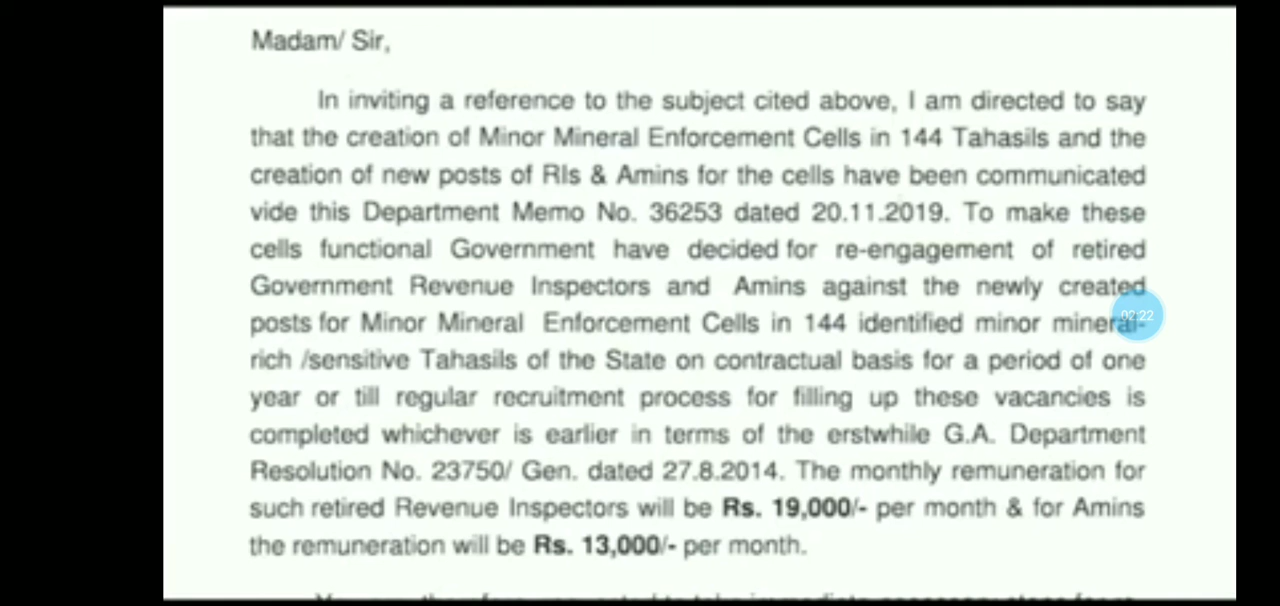 Madam/ Sir,
In inviting a reference to the subject cited above, I am directed to say
that the creation of Minor Mineral Enforcement Cells in 144 Tahasils and the
creation of new posts of RIs & Amins for the cells have been communicated
vide this Department Memo No. 36253 dated 20.11.2019. To make these
cells functional Government have decided for re-engagement of retired
Government Revenue Inspectors and Amins against the newly created
posts for Minor Mineral Enforcement Cells in 144 identified minor mineral-
rich /sensitive Tahasils of the State on contractual basis for a period of one
year or till regular recruitment process for filling up these vacancies is
completed whichever is earlier in terms of the erstwhile G.A. Department
Resolution No. 23750/ Gen. dated 27.8.2014. The monthly remuneration for
such retired Revenue Inspectors will be Rs. 19,000/- per month & for Amins
the remuneration will be Rs. 13,000/- per month.
02:22